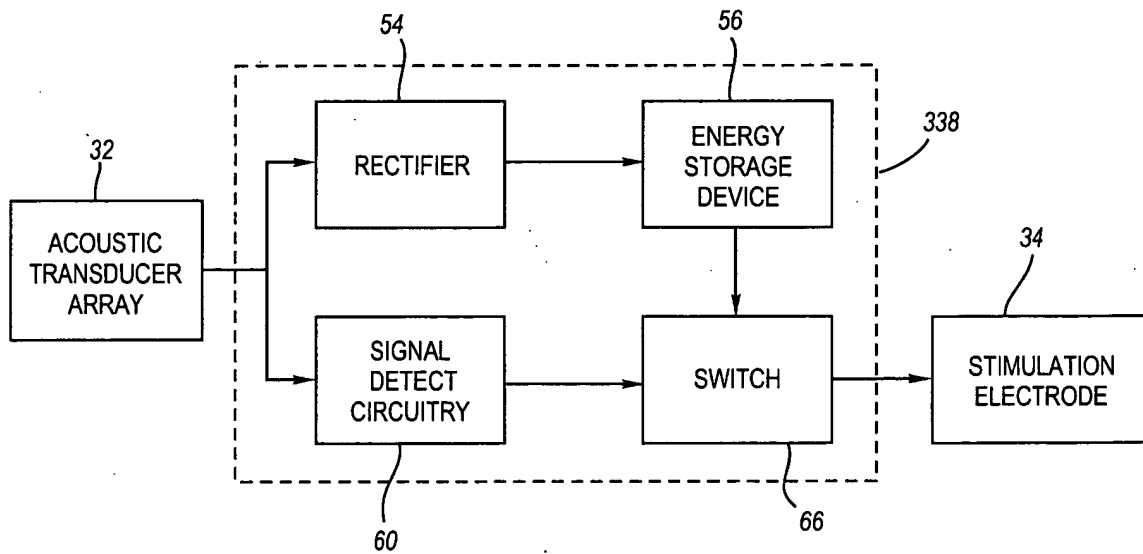 54
56
338
32
RECTIFIER
ENERGY
STORAGE
DEVICE
ACOUSTIC
TRANSDUCER
ARRAY
34
SIGNAL
DETECT
CIRCUITRY
SWITCH
STIMULATION
ELECTRODE
60
66